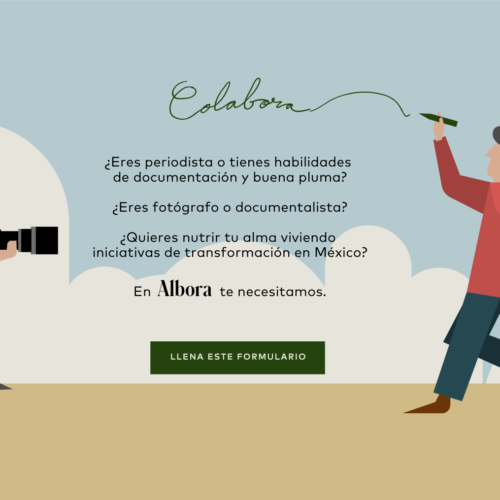 Colabora
¿Eres periodista o tienes habilidades
de documentación y buena pluma?
¿Eres fotógrafo o documentalista?
¿Quieres nutrir tu alma viviendo
iniciativas de transformación en México?
En Albora te necesitamos.
LLENA ESTE FORMULARIO